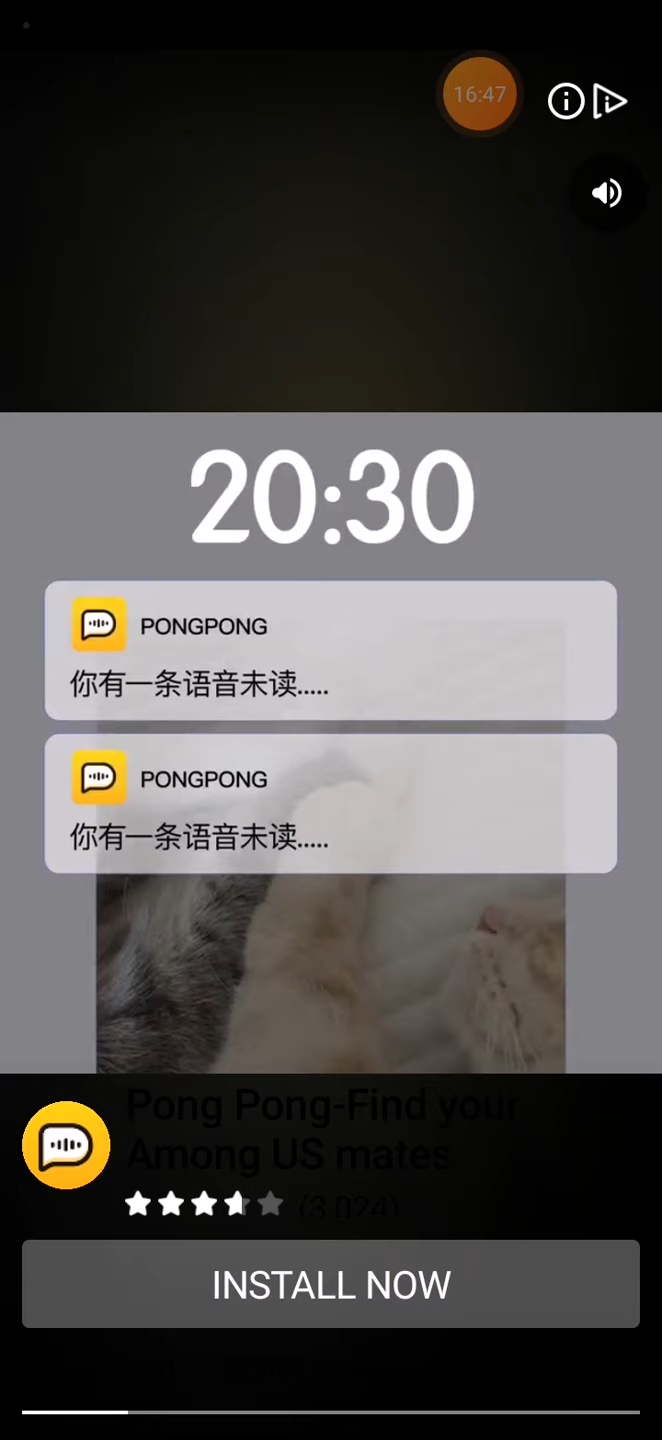 16:47
20:30
PONGPONG
你有一条语音未读.....
PONGPONG
你有一条语音未读.....
Pong Pong-Find your
Among US mates
(3,024)
INSTALL NOW